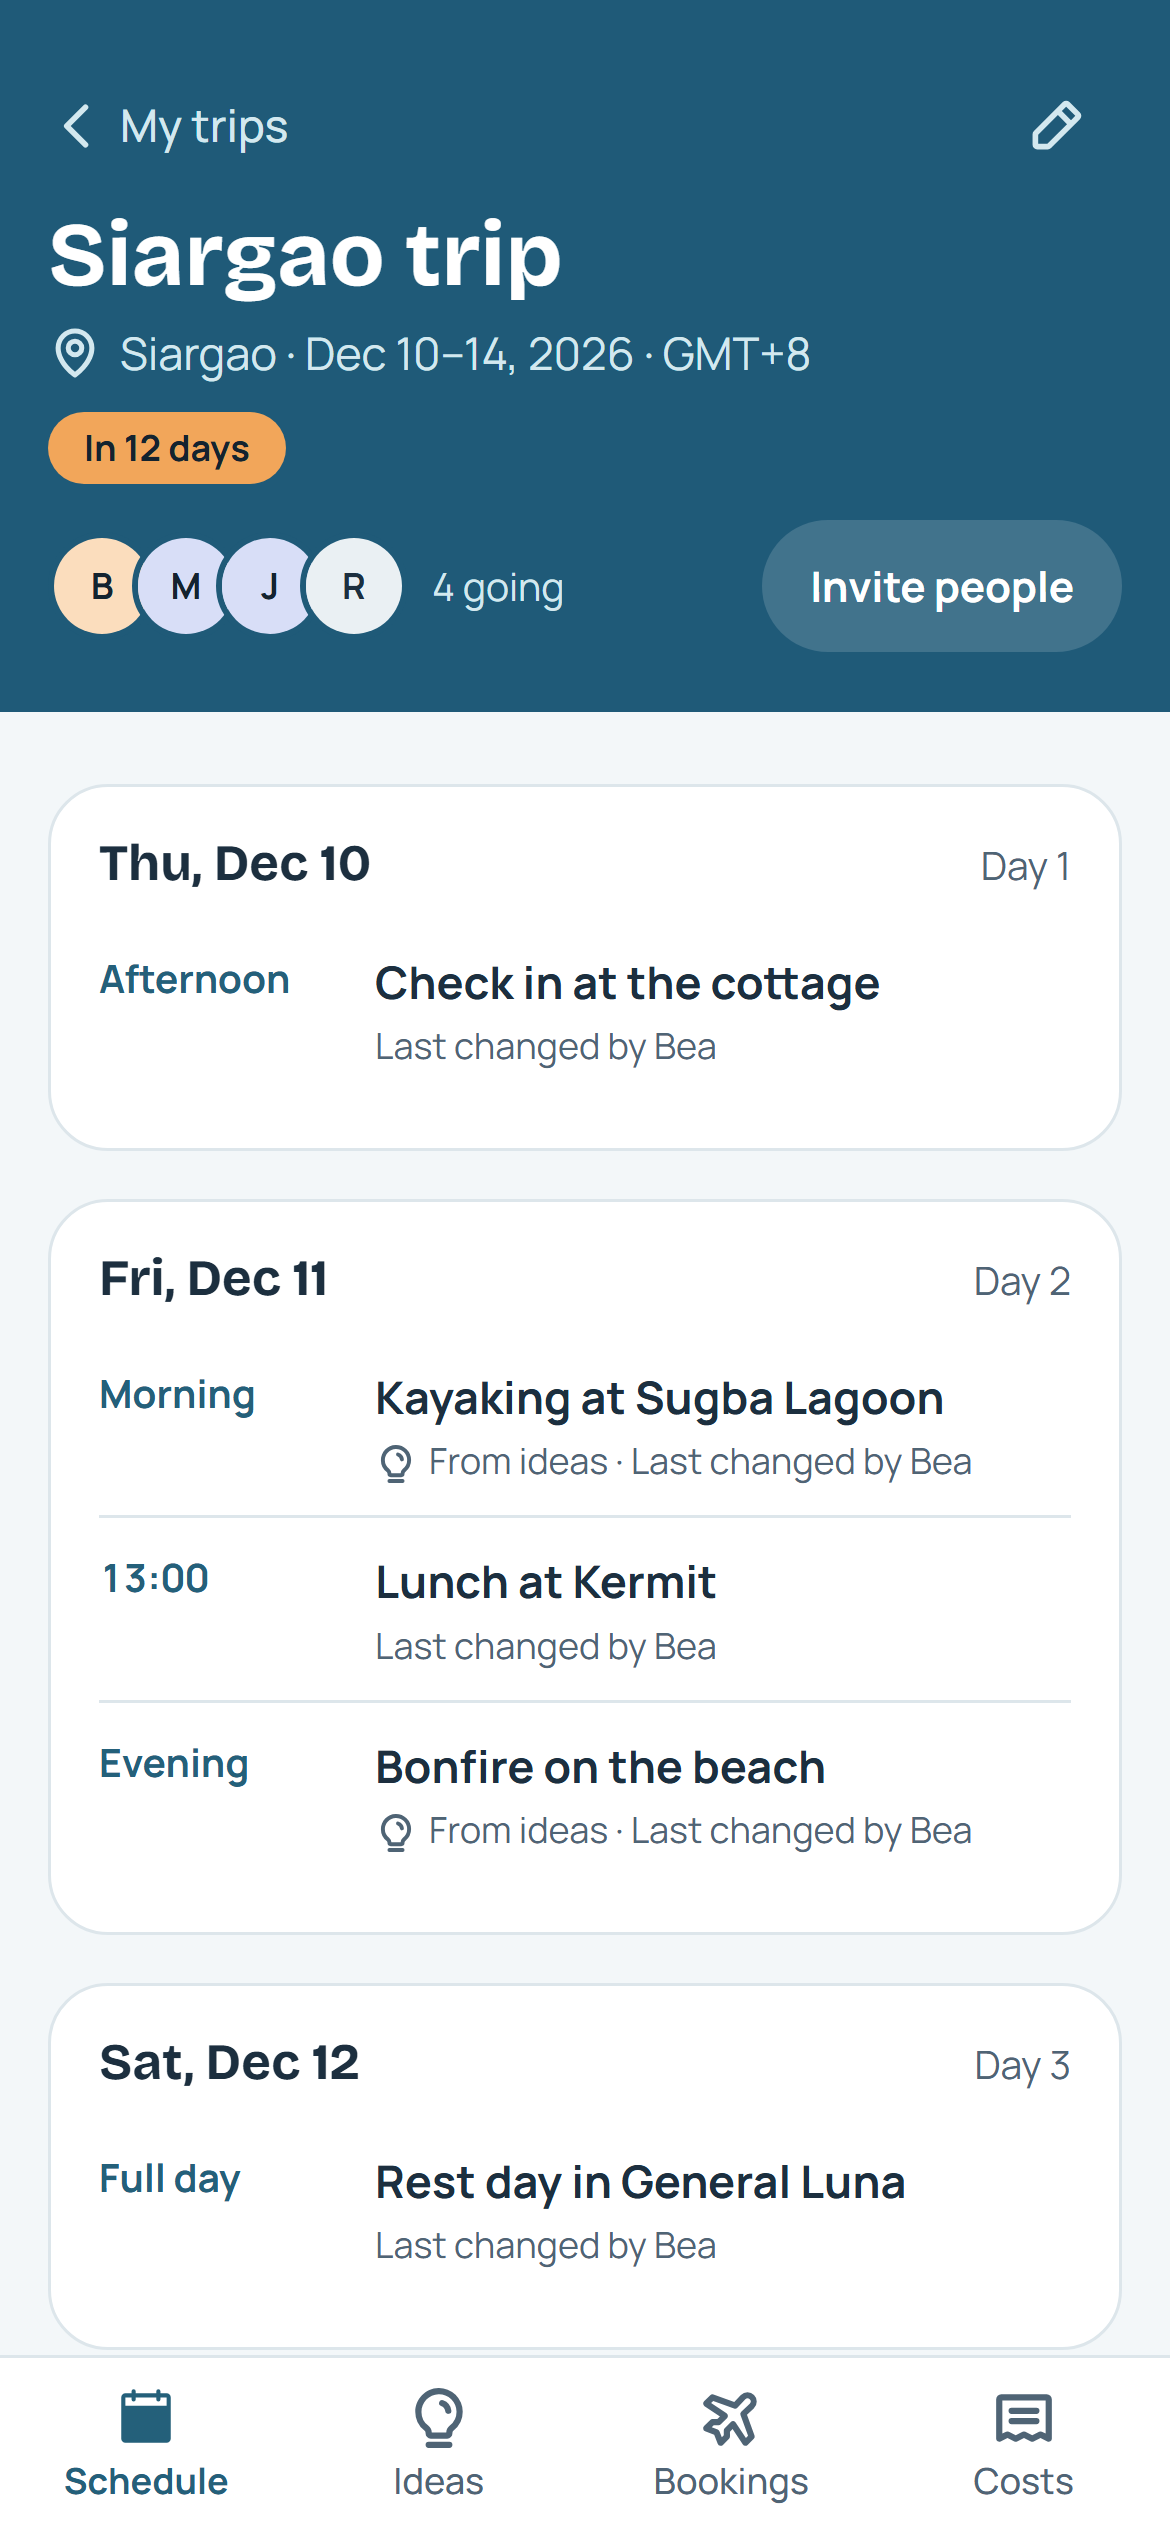 My trips
Siargao trip
Siargao · Dec 10–14, 2026 · GMT+8
In 12 days
B M J R 4 going Invite people
Thu, Dec 10 Day 1
Afternoon Check in at the cottage
Last changed by Bea
Fri, Dec 11 Day 2
Morning Kayaking at Sugba Lagoon
From ideas · Last changed by Bea
13:00 Lunch at Kermit
Last changed by Bea
Evening Bonfire on the beach
From ideas · Last changed by Bea
Sat, Dec 12 Day 3
Full day Rest day in General Luna
Last changed by Bea
Schedule Ideas Bookings Costs